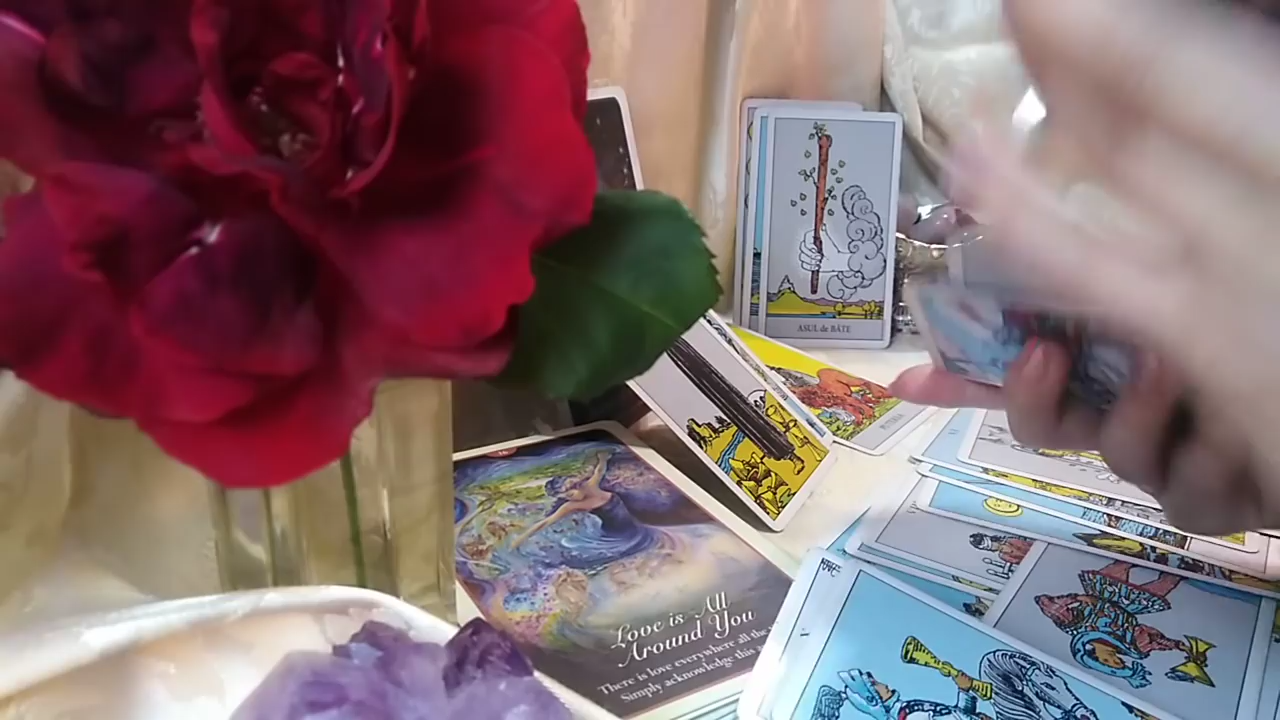 ASUL de BÂTE
Love is All
Around You
There is love everywhere all the
Simply acknowledge this